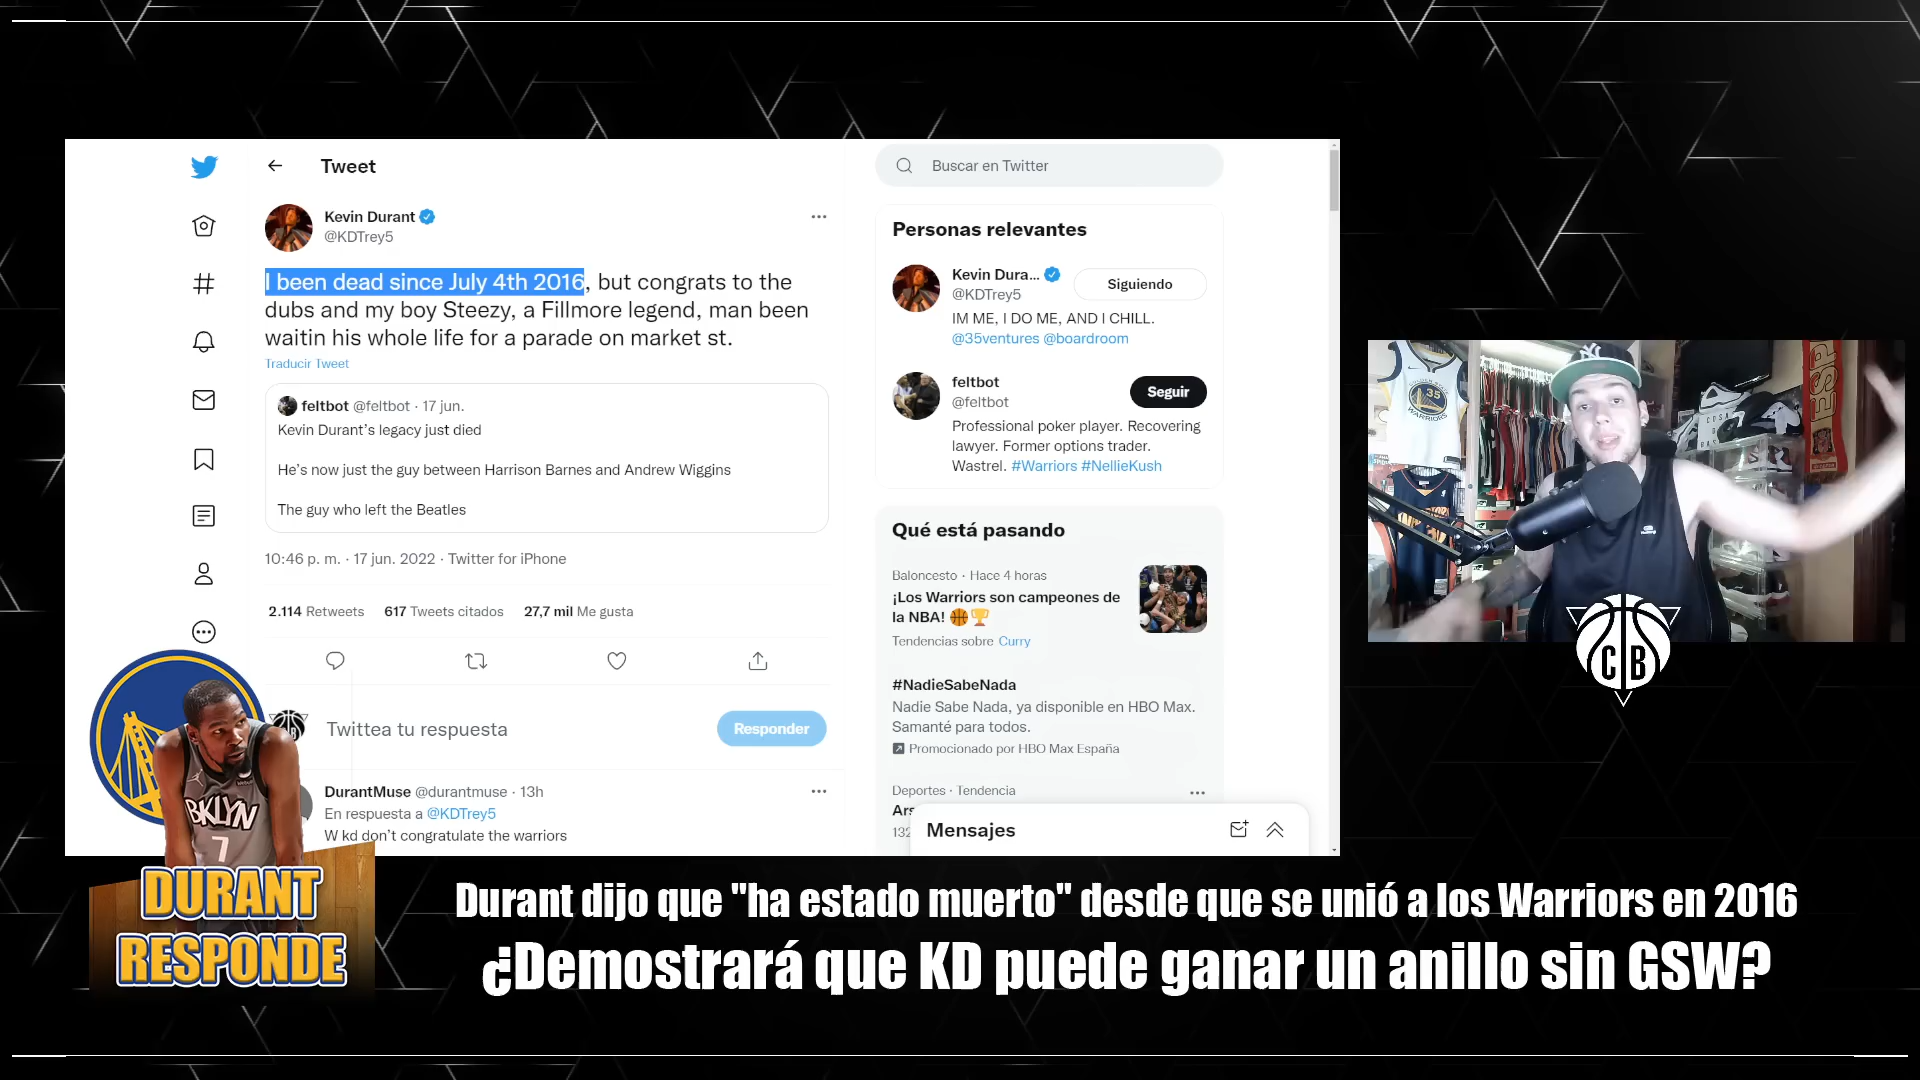 Tweet
Buscar en Twitter
Kevin Durant
@KDTrey5
I been dead since July 4th 2016, but congrats to the
dubs and my boy Steezy, a Fillmore legend, man been
waitin his whole life for a parade on market st.
Traducir Tweet
feltbot @feltbot · 17 jun.
Kevin Durant's legacy just died
He's now just the guy between Harrison Barnes and Andrew Wiggins
The guy who left the Beatles
10:46 p. m. · 17 jun. 2022 · Twitter for iPhone
2.114 Retweets 617 Tweets citados 27,7 mil Me gusta
Twittea tu respuesta
Responder
DurantMuse @durantmuse · 13h
En respuesta a @KDTrey5
W kd don't congratulate the warriors
Personas relevantes
Kevin Dura...
@KDTrey5
Siguiendo
IM ME, I DO ME, AND I CHILL.
@35ventures @boardroom
feltbot
@feltbot
Seguir
Professional poker player. Recovering
lawyer. Former options trader.
Wastrel. #Warriors #NellieKush
Qué está pasando
Baloncesto · Hace 4 horas
¡Los Warriors son campeones de
la NBA!
Tendencias sobre Curry
#NadieSabeNada
Nadie Sabe Nada, ya disponible en HBO Max.
Samanté para todos.
Promocionado por HBO Max España
Deportes · Tendencia
Ars
132
Mensajes
35
WARRIORS
ESP
CB
BKLYN
7
DURANT
RESPONDE
Durant dijo que "ha estado muerto" desde que se unió a los Warriors en 2016
¿Demostrará que KD puede ganar un anillo sin GSW?